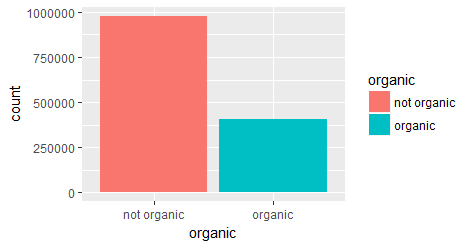 1000000
750000
500000
250000
0
count
not organic
organic
organic
organic
not organic
organic